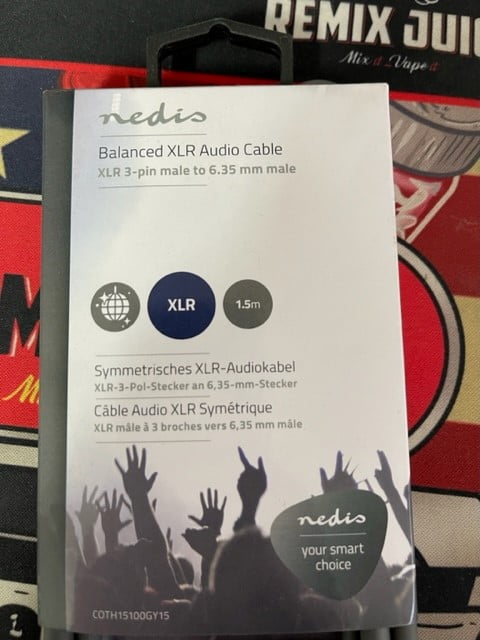 REMIX JUIC
Mix it..Vape it
nedis
Balanced XLR Audio Cable
XLR 3-pin male to 6.35 mm male
XLR
1.5m
Symmetrisches XLR-Audiokabel
XLR-3-Pol-Stecker an 6,35-mm-Stecker
Câble Audio XLR Symétrique
XLR mâle à 3 broches vers 6,35 mm mâle
nedis
your smart
choice
COTH15100GY15